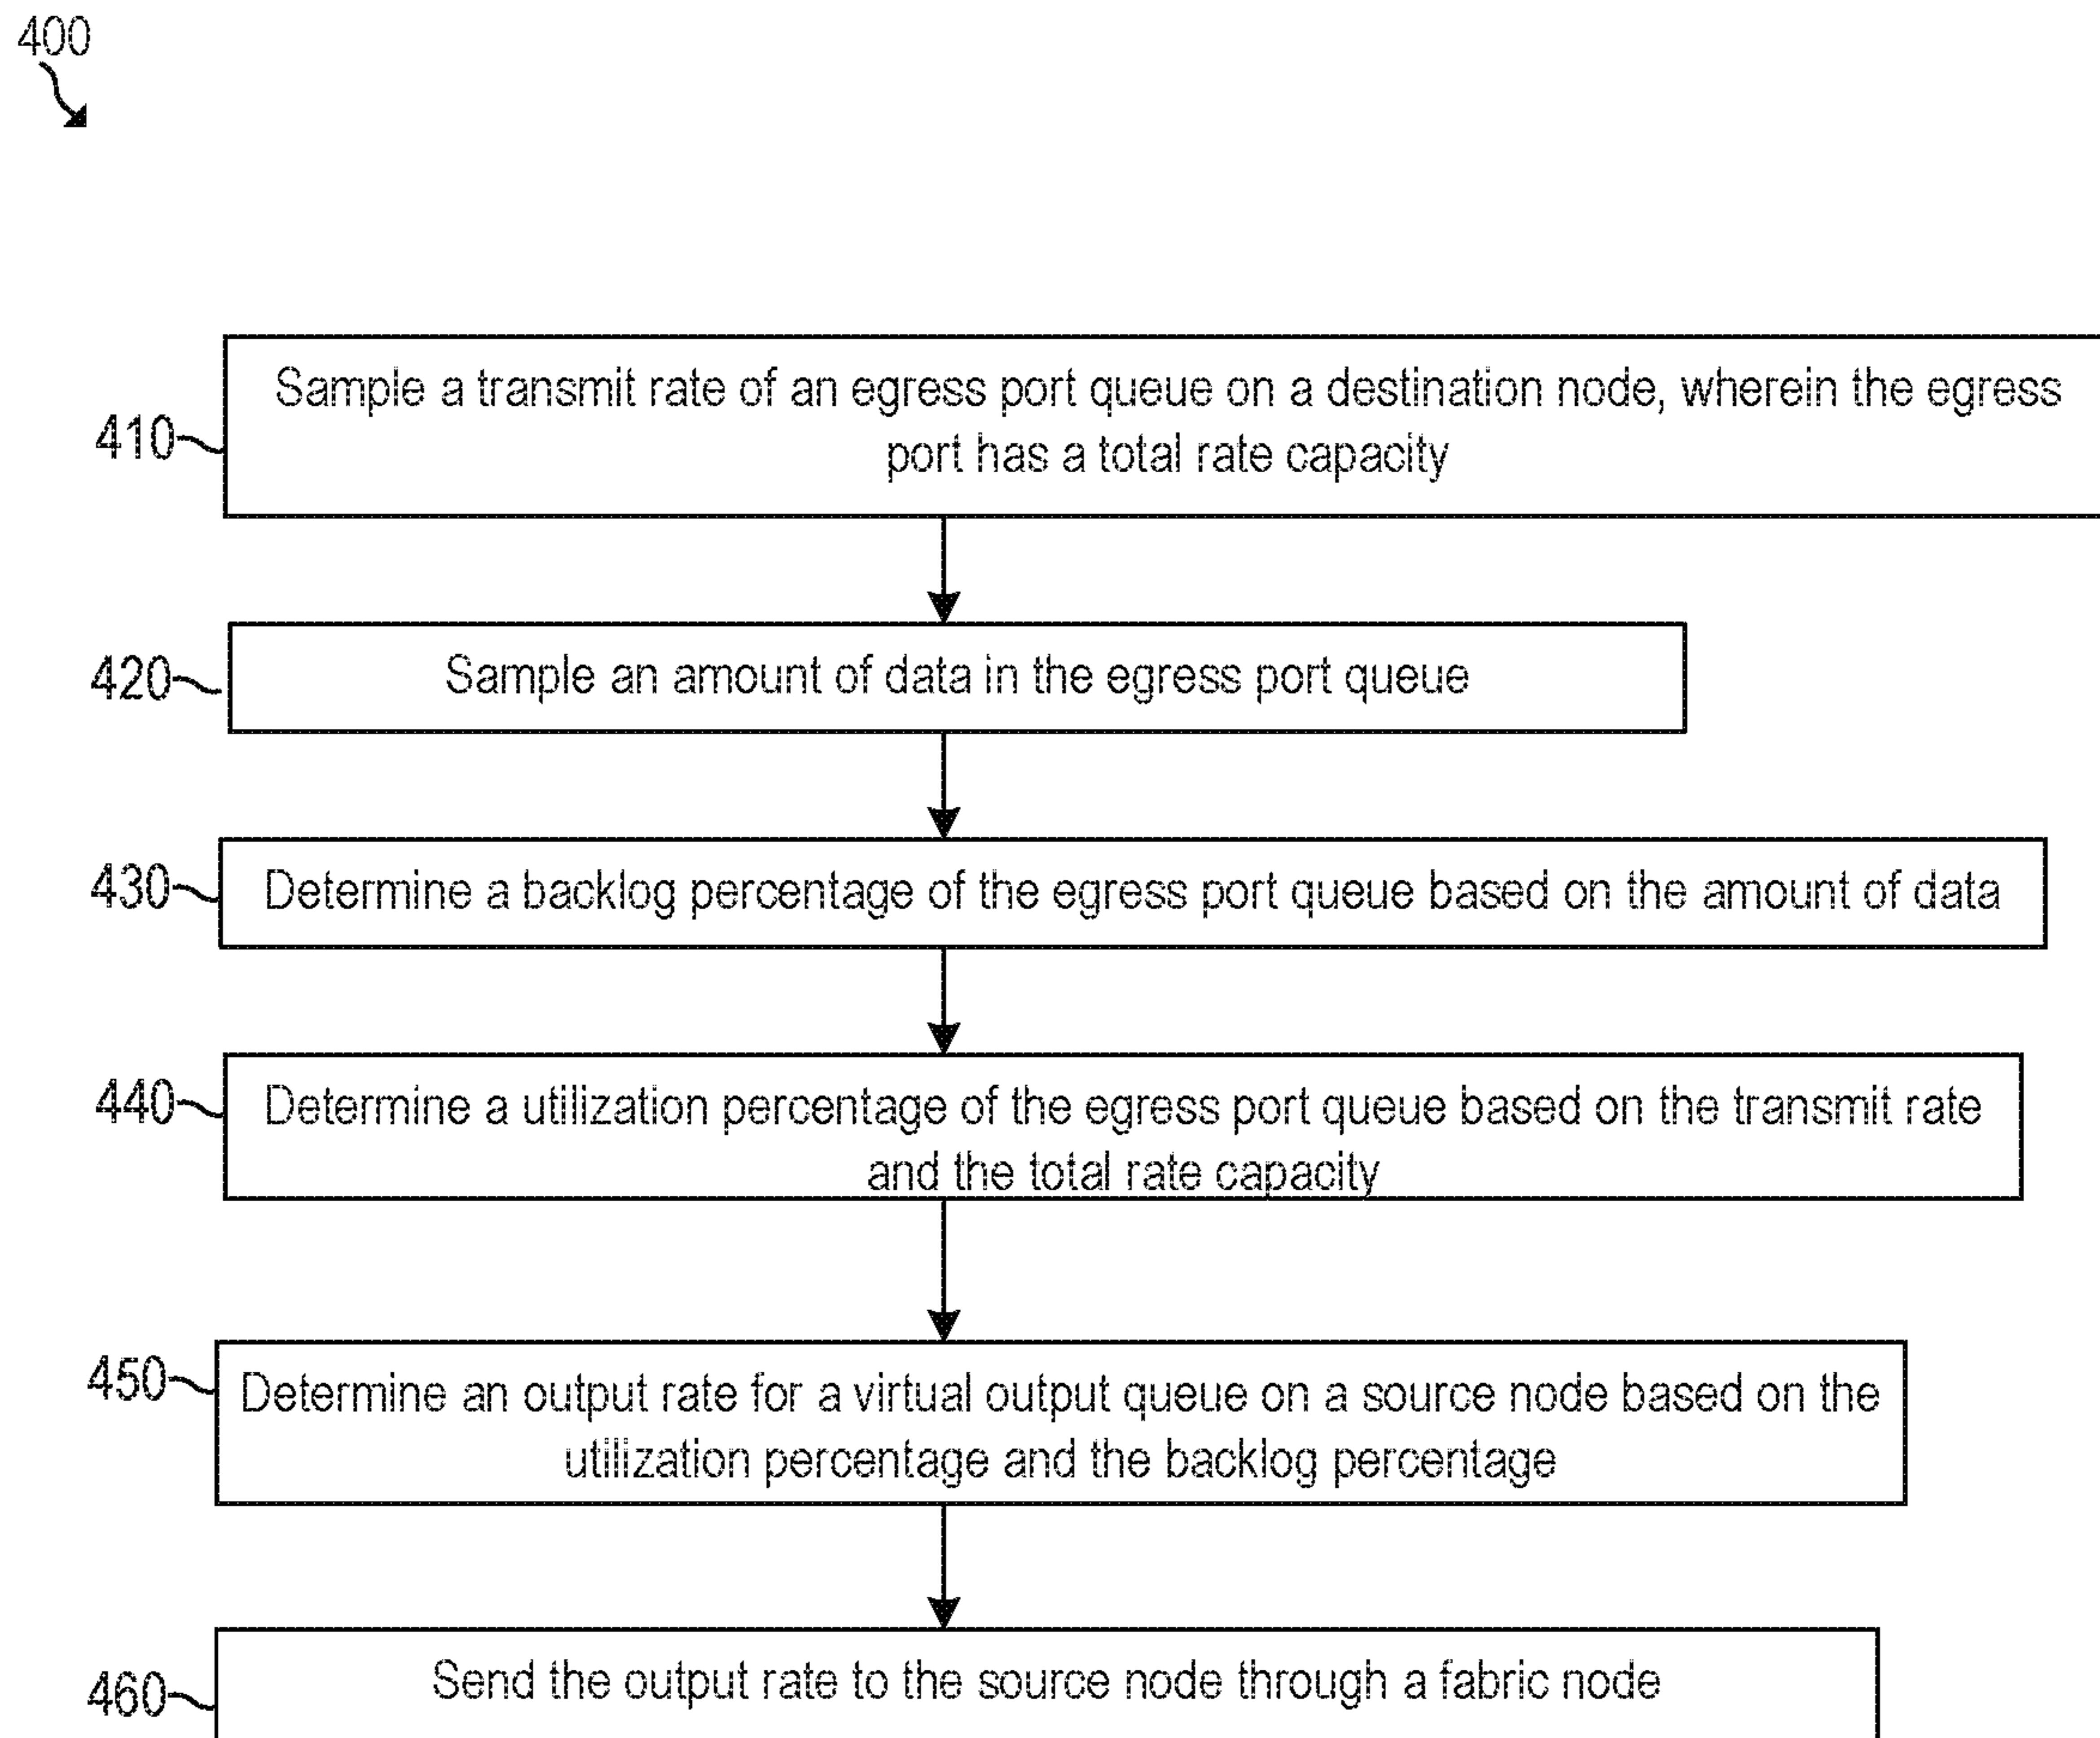 400
410
Sample a transmit rate of an egress port queue on a destination node, wherein the egress
port has a total rate capacity
420
Sample an amount of data in the egress port queue
430
Determine a backlog percentage of the egress port queue based on the amount of data
440
Determine a utilization percentage of the egress port queue based on the transmit rate
and the total rate capacity
450
Determine an output rate for a virtual output queue on a source node based on the
utilization percentage and the backlog percentage
460
Send the output rate to the source node through a fabric node